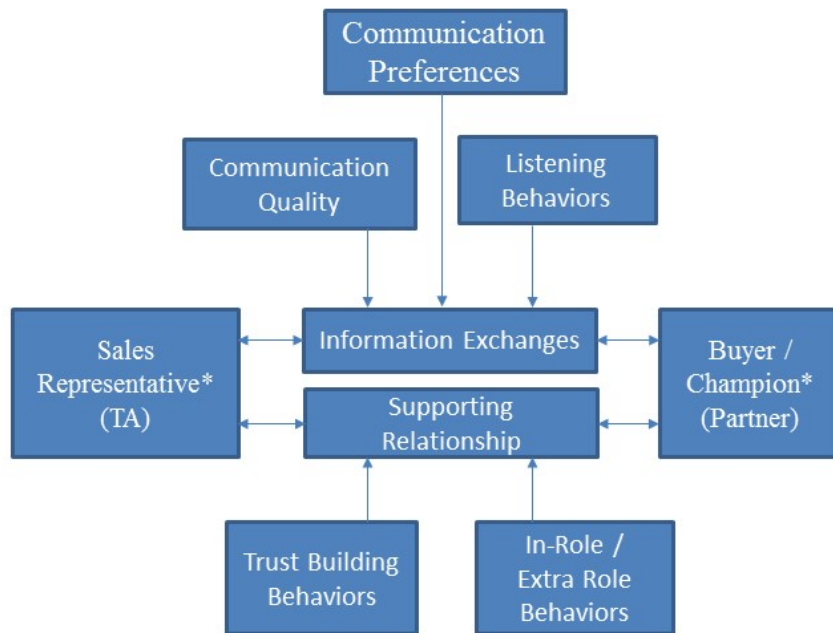 Communication
Preferences
Communication
Quality
Listening
Behaviors
Sales
Representative*
(TA)
Information Exchanges
Supporting
Relationship
Buyer /
Champion*
(Partner)
Trust Building
Behaviors
In-Role /
Extra Role
Behaviors